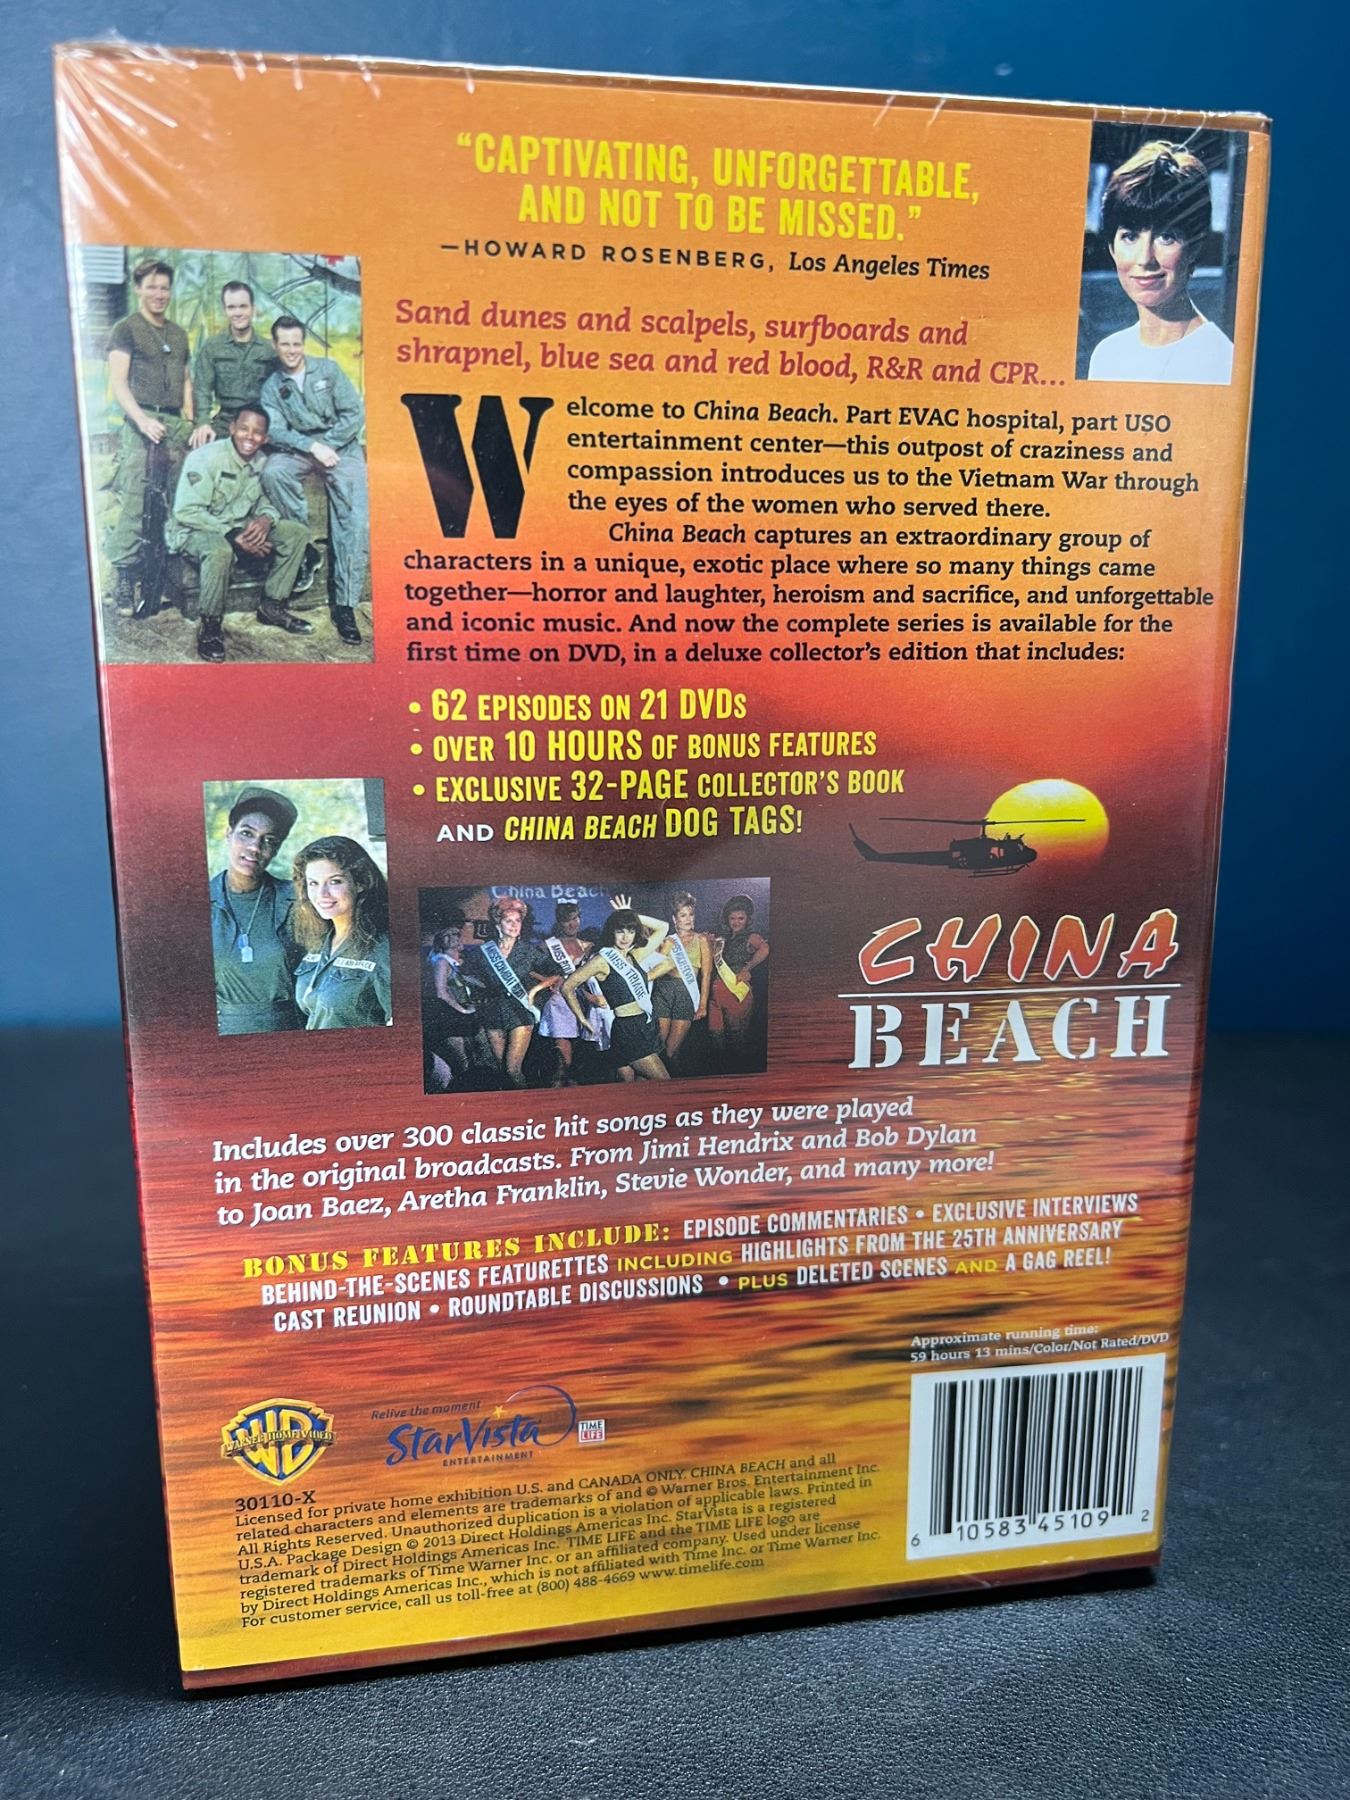 “CAPTIVATING, UNFORGETTABLE,
AND NOT TO BE MISSED.”
—HOWARD ROSENBERG, Los Angeles Times
Sand dunes and scalpels, surfboards and
shrapnel, blue sea and red blood, R&R and CPR...
Welcome to China Beach. Part EVAC hospital, part USO
entertainment center—this outpost of craziness and
compassion introduces us to the Vietnam War through
the eyes of the women who served there.
China Beach captures an extraordinary group of
characters in a unique, exotic place where so many things came
together—horror and laughter, heroism and sacrifice, and unforgettable
and iconic music. And now the complete series is available for the
first time on DVD, in a deluxe collector’s edition that includes:
• 62 EPISODES ON 21 DVDs
• OVER 10 HOURS OF BONUS FEATURES
• EXCLUSIVE 32-PAGE COLLECTOR’S BOOK
AND CHINA BEACH DOG TAGS!
China Beach
MISS COMBAT
MISS
MISS TRIAGE
CHINA
BEACH
Includes over 300 classic hit songs as they were played
in the original broadcasts. From Jimi Hendrix and Bob Dylan
to Joan Baez, Aretha Franklin, Stevie Wonder, and many more!
BONUS FEATURES INCLUDE: EPISODE COMMENTARIES • EXCLUSIVE INTERVIEWS
BEHIND-THE-SCENES FEATURETTES INCLUDING HIGHLIGHTS FROM THE 25TH ANNIVERSARY
CAST REUNION • ROUNDTABLE DISCUSSIONS • PLUS DELETED SCENES AND A GAG REEL!
Approximate running time:
59 hours 13 mins/Color/Not Rated/DVD
WB
WARNER HOME VIDEO
Relive the moment
StarVista
ENTERTAINMENT
TIME
LIFE
30110-X
Licensed for private home exhibition U.S. and CANADA ONLY. CHINA BEACH and all
related characters and elements are trademarks of and © Warner Bros. Entertainment Inc.
All Rights Reserved. Unauthorized duplication is a violation of applicable laws. Printed in
U.S.A. Package Design © 2013 Direct Holdings Americas Inc. StarVista is a registered
trademark of Direct Holdings Americas Inc. TIME LIFE and the TIME LIFE logo are
registered trademarks of Time Warner Inc. or an affiliated company. Used under license
by Direct Holdings Americas Inc., which is not affiliated with Time Inc. or Time Warner Inc.
For customer service, call us toll-free at (800) 488-4669 www.timelife.com
6 10583 45109 2